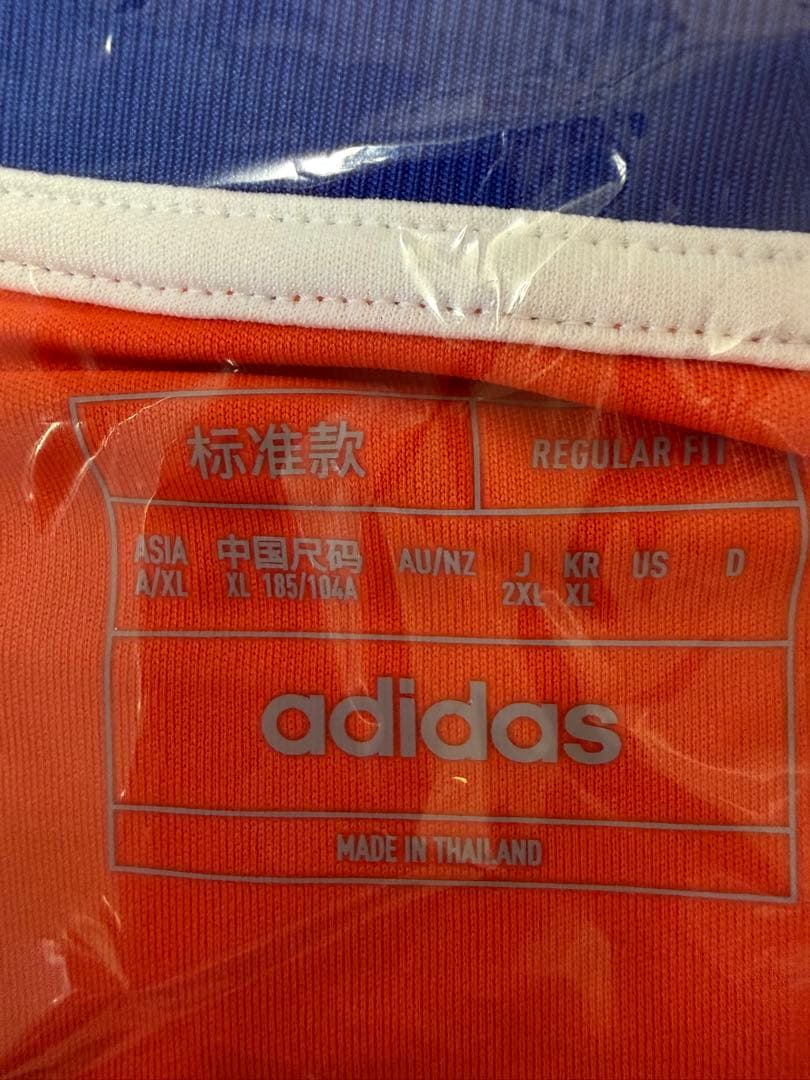 标准款 REGULAR FIT
ASIA 中国尺码 AU/NZ J KR US D
A/XL XL 185/104A 2XL XL
adidas
MADE IN THAILAND